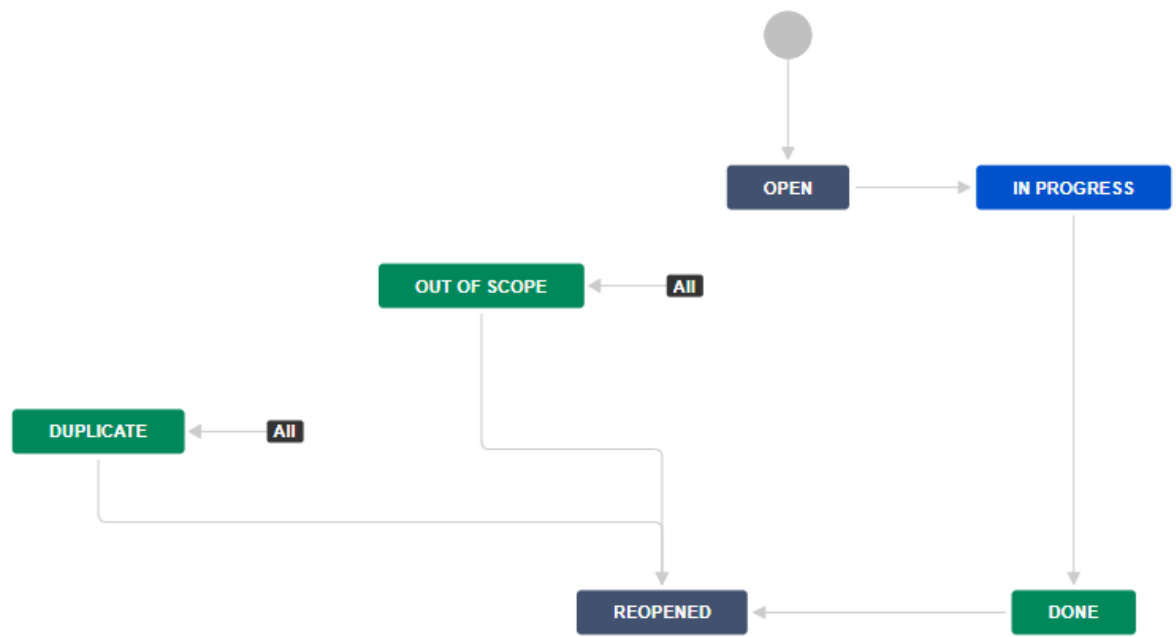 OPEN
IN PROGRESS
OUT OF SCOPE
All
DUPLICATE
All
REOPENED
DONE